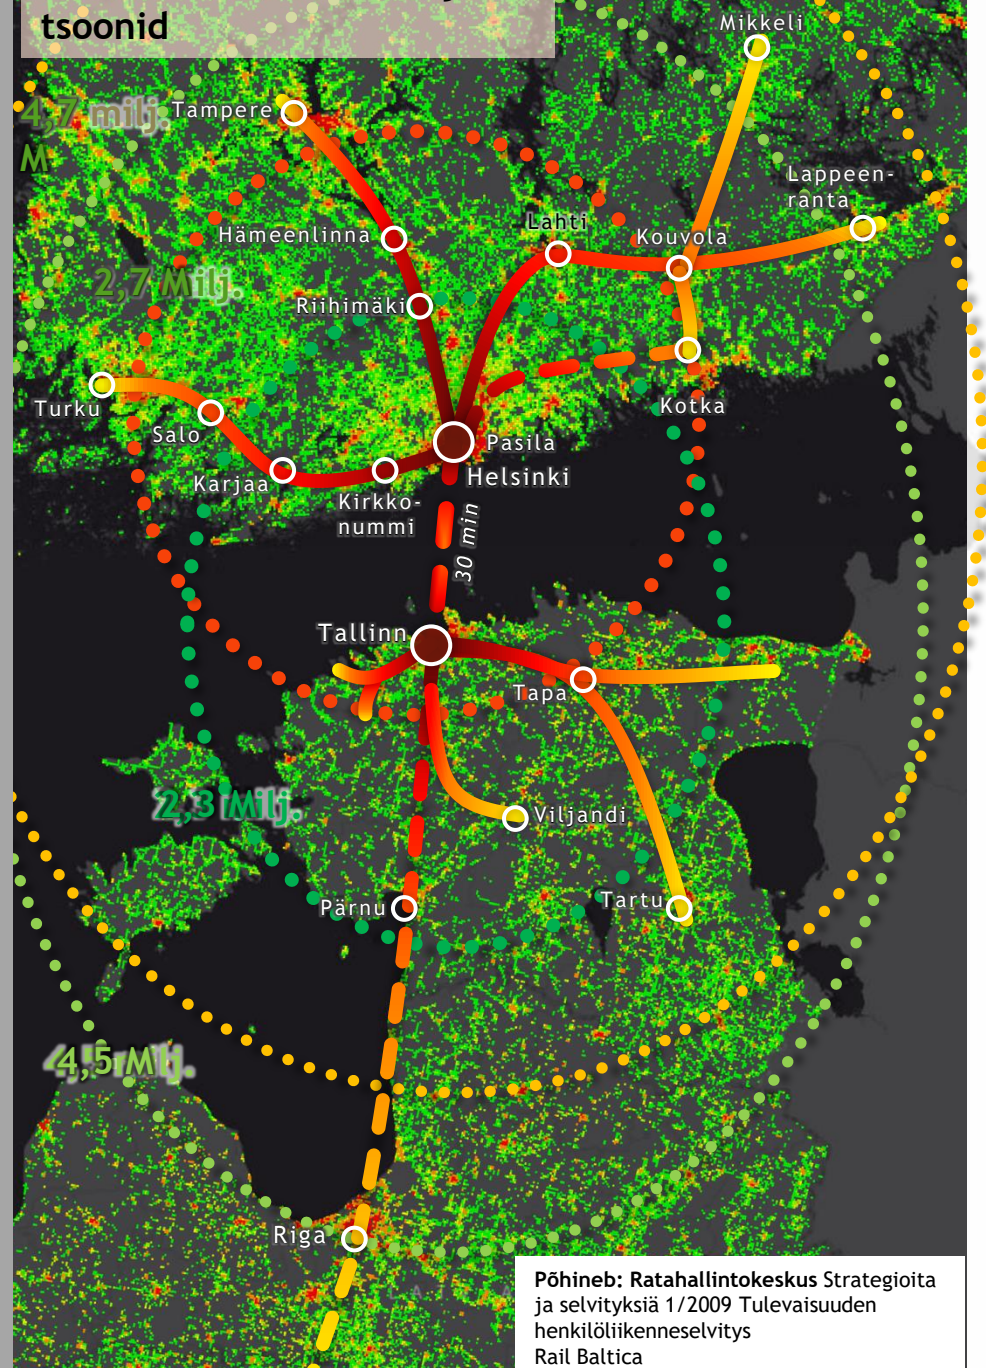 tsoonid
Mikkeli
4,7 milj.
M
Tampere
Lappeen-
ranta
Lahti
Hämeenlinna
Kouvola
2,7 Milj.
Riihimäki
Turku
Salo
Kotka
Pasila
Karjaa
Helsinki
Kirkko-
nummi
30 min
Tallinn
Tapa
2,3 Milj.
Viljandi
Pärnu
Tartu
4,5 Milj.
Riga
Põhineb: Ratahallintokeskus Strategioita
ja selvityksiä 1/2009 Tulevaisuuden
henkilöliikenneselvitys
Rail Baltica